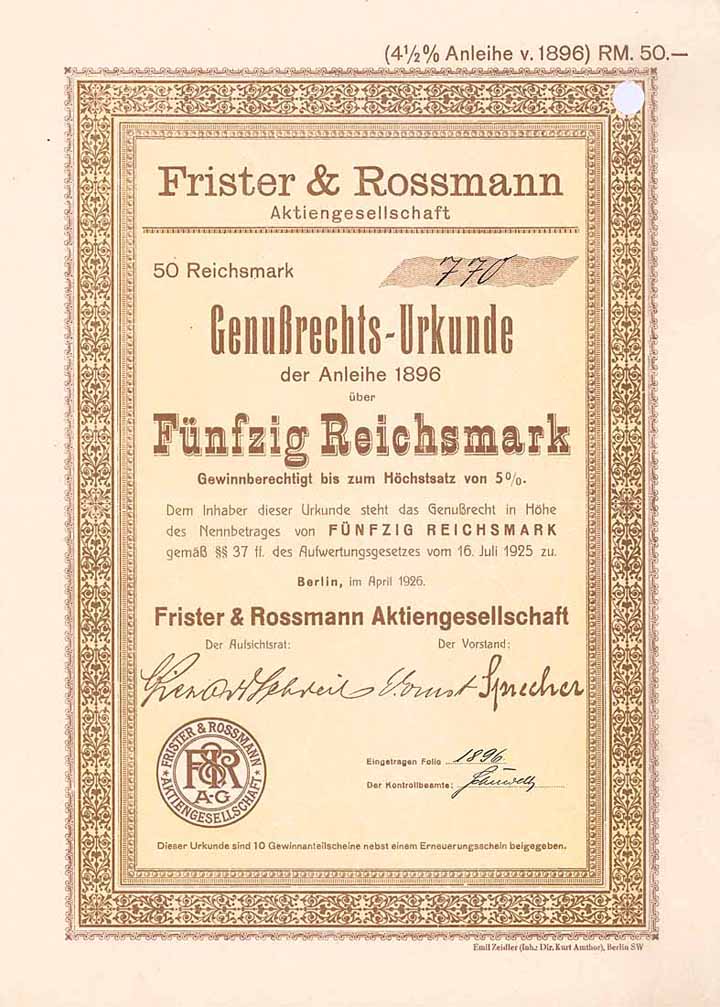 (4½% Anleihe v. 1896) RM. 50.—
Frister & Rossmann
Aktiengesellschaft
50 Reichsmark 770
Genußrechts-Urkunde
der Anleihe 1896
über
Fünfzig Reichsmark
Gewinnberechtigt bis zum Höchstsatz von 5%.
Dem Inhaber dieser Urkunde steht das Genußrecht in Höhe
des Nennbetrages von FÜNFZIG REICHSMARK
gemäß §§ 37 ff. des Aufwertungsgesetzes vom 16. Juli 1925 zu.
Berlin, im April 1926.
Frister & Rossmann Aktiengesellschaft
Der Aufsichtsrat: Der Vorstand:
Sprecher
FRISTER & ROSSMANN
F&R
A-G
AKTIENGESELLSCHAFT
Eingetragen Folio 1896
Der Kontrollbeamte:
Dieser Urkunde sind 10 Gewinnanteilscheine nebst einem Erneuerungsschein beigegeben.
Emil Zeidler (Inh.: Dir. Kurt Amthor), Berlin SW